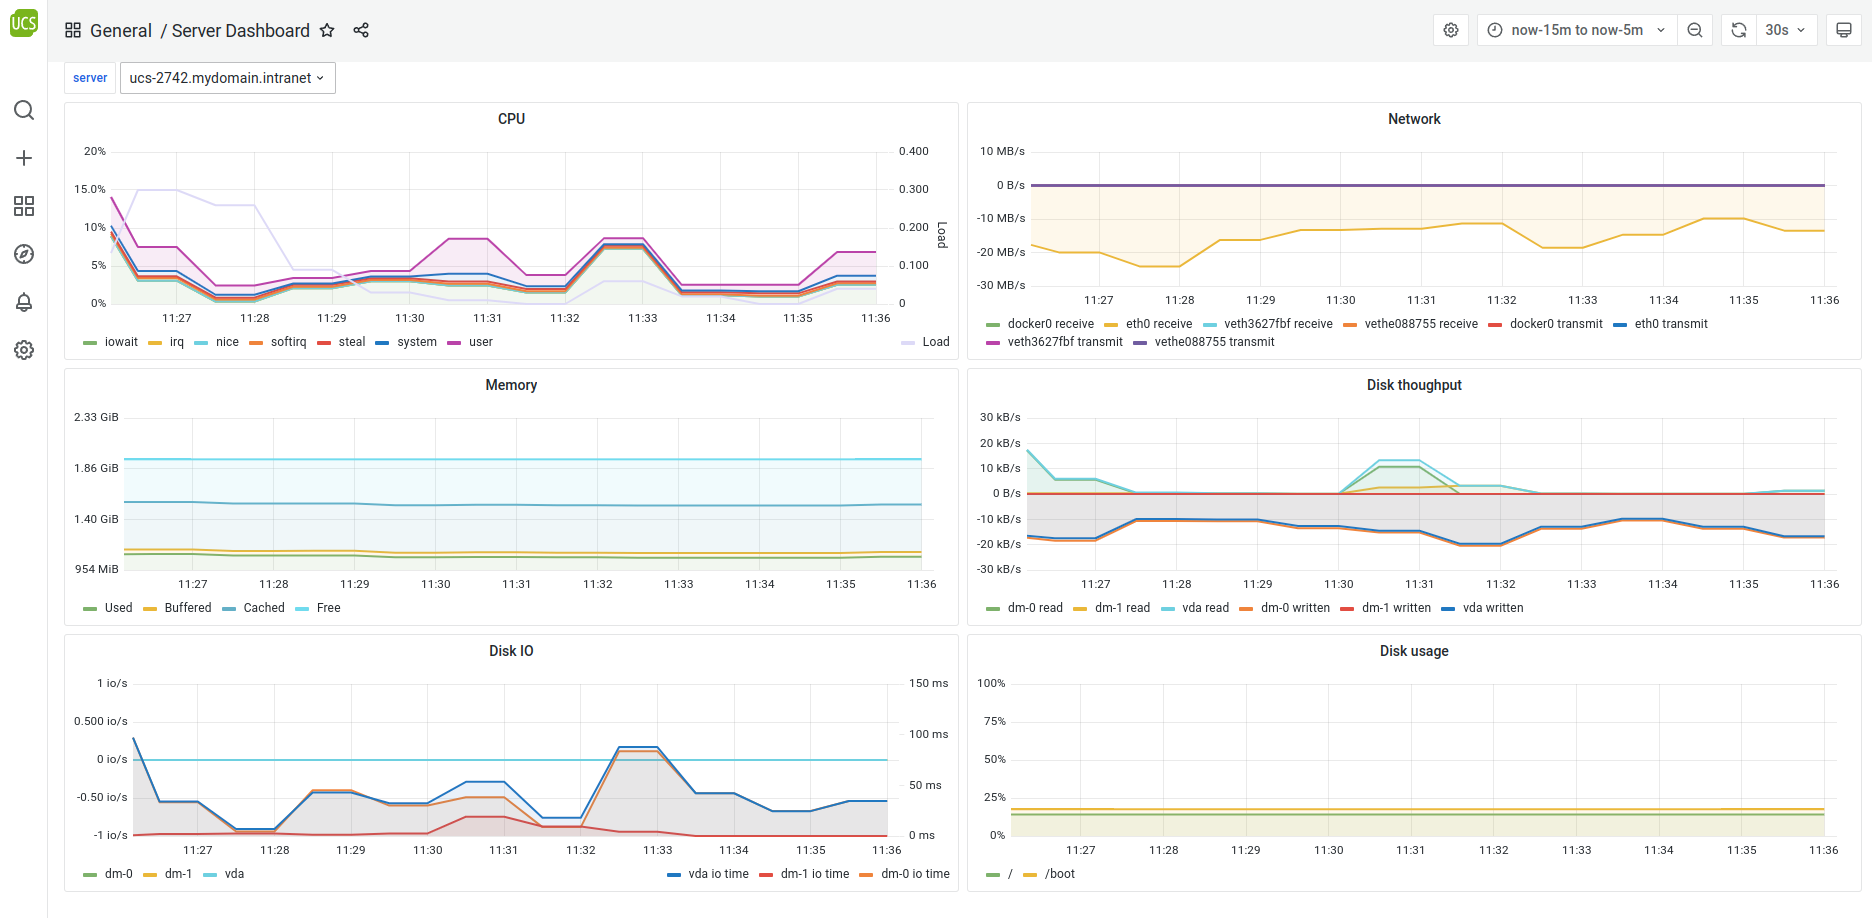 UCS
General / Server Dashboard
now-15m to now-5m
30s
server
ucs-2742.mydomain.intranet
CPU
20%
15.0%
10%
5%
0%
0.400
0.300
0.200
0.100
0
Load
11:27 11:28 11:29 11:30 11:31 11:32 11:33 11:34 11:35 11:36
iowait irq nice softirq steal system user Load
Network
10 MB/s
0 B/s
-10 MB/s
-20 MB/s
-30 MB/s
11:27 11:28 11:29 11:30 11:31 11:32 11:33 11:34 11:35 11:36
docker0 receive eth0 receive veth3627fbf receive vethe088755 receive docker0 transmit eth0 transmit
veth3627fbf transmit vethe088755 transmit
Memory
2.33 GiB
1.86 GiB
1.40 GiB
954 MiB
11:27 11:28 11:29 11:30 11:31 11:32 11:33 11:34 11:35 11:36
Used Buffered Cached Free
Disk thoughput
30 kB/s
20 kB/s
10 kB/s
0 B/s
-10 kB/s
-20 kB/s
-30 kB/s
11:27 11:28 11:29 11:30 11:31 11:32 11:33 11:34 11:35 11:36
dm-0 read dm-1 read vda read dm-0 written dm-1 written vda written
Disk IO
1 io/s
0.500 io/s
0 io/s
-0.50 io/s
-1 io/s
150 ms
100 ms
50 ms
0 ms
11:27 11:28 11:29 11:30 11:31 11:32 11:33 11:34 11:35 11:36
dm-0 dm-1 vda vda io time dm-1 io time dm-0 io time
Disk usage
100%
75%
50%
25%
0%
11:27 11:28 11:29 11:30 11:31 11:32 11:33 11:34 11:35 11:36
/ /boot